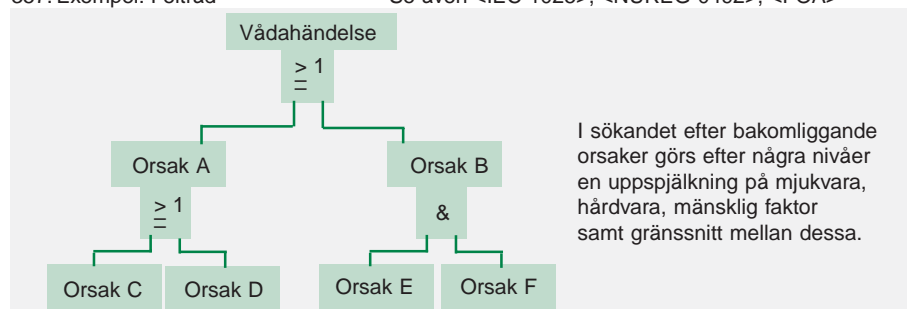 Vådahändelse
≥ 1
Orsak A
Orsak B
≥ 1
&
Orsak C
Orsak D
Orsak E
Orsak F
I sökandet efter bakomliggande
orsaker görs efter några nivåer
en uppspjälkning på mjukvara,
hårdvara, mänsklig faktor
samt gränssnitt mellan dessa.